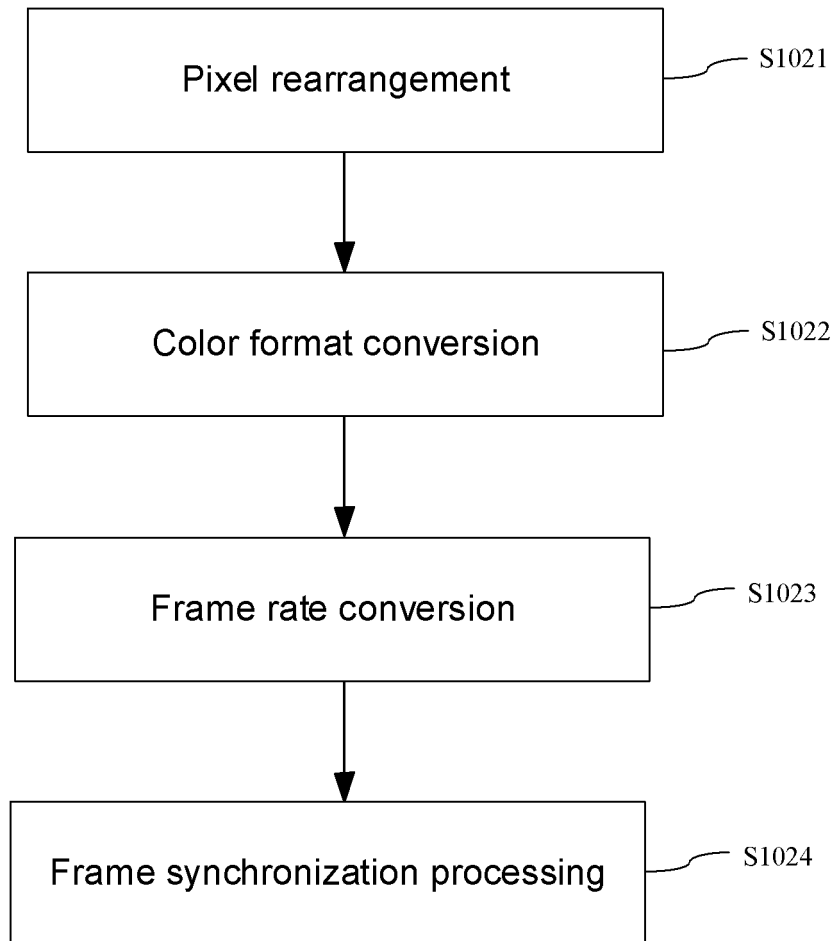 Pixel rearrangement
S1021
Color format conversion
S1022
Frame rate conversion
S1023
Frame synchronization processing
S1024